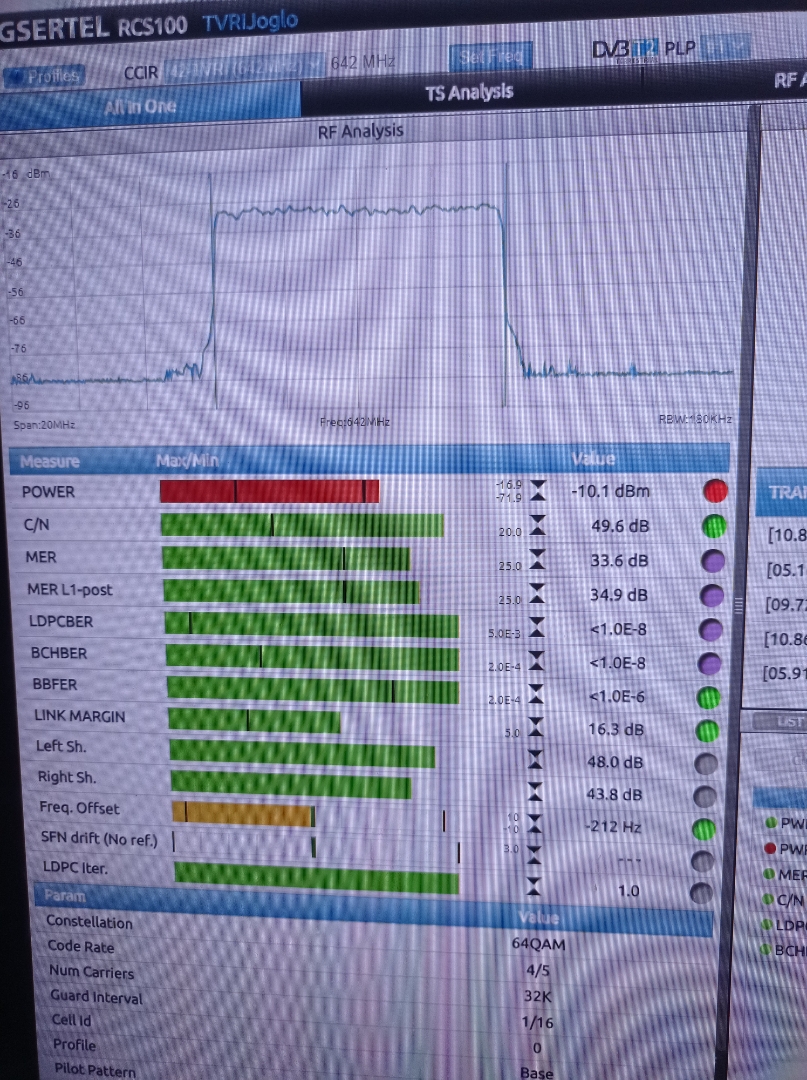 GSERTEL RCS100 TVRIJoglo
Profiles CCIR 642 MHz Set Freq DVB T2 PLP
All in One TS Analysis RF A
RF Analysis
-16 dBm
-26
-36
-46
-56
-66
-76
-86
-96
Span:20MHz Freq:642MHz RBW:180KHz
Measure Max/Min Value
POWER -16.9 -71.9 -10.1 dBm
C/N 20.0 49.6 dB
MER 25.0 33.6 dB
MER L1-post 25.0 34.9 dB
LDPCBER 5.0E-3 <1.0E-8
BCHBER 2.0E-4 <1.0E-8
BBFER 2.0E-4 <1.0E-6
LINK MARGIN 3.0 16.3 dB
Left Sh. 48.0 dB
Right Sh. 43.8 dB
Freq. Offset 10 -10 -212 Hz
SFN drift (No ref.) 3.0 ---
LDPC Iter. 1.0
Param Value
Constellation 64QAM
Code Rate 4/5
Num Carriers 32K
Guard Interval 1/16
Cell Id 0
Profile Base
Pilot Pattern
TRA
[10.8
[05.1
[09.7
[10.86
[05.91
LIST
PW
PW
MER
C/N
LDP
BCH